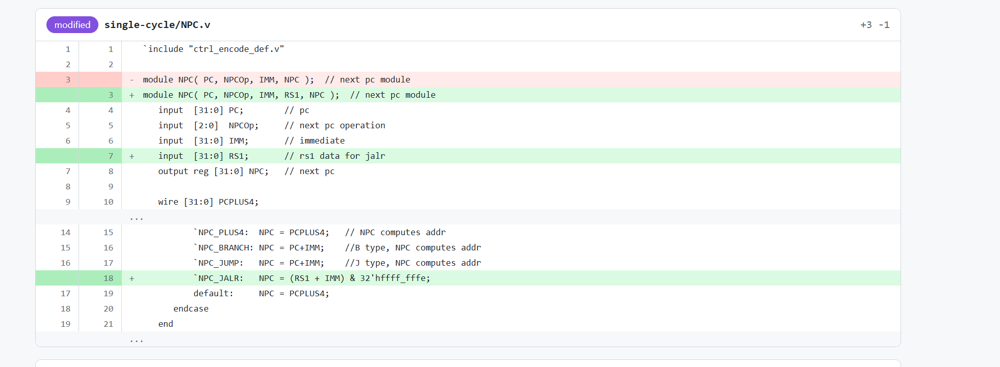 modified single-cycle/NPC.v +3 -1
1 1 `include "ctrl_encode_def.v"
2 2
3 - module NPC( PC, NPCOp, IMM, NPC );  // next pc module
3 + module NPC( PC, NPCOp, IMM, RS1, NPC );  // next pc module
4 4    input  [31:0] PC;        // pc
5 5    input  [2:0]  NPCOp;     // next pc operation
6 6    input  [31:0] IMM;       // immediate
7 +    input  [31:0] RS1;       // rs1 data for jalr
7 8    output reg [31:0] NPC;   // next pc
8 9
9 10    wire [31:0] PCPLUS4;
...
14 15           `NPC_PLUS4:  NPC = PCPLUS4;   // NPC computes addr
15 16           `NPC_BRANCH: NPC = PC+IMM;    //B type, NPC computes addr
16 17           `NPC_JUMP:   NPC = PC+IMM;    //J type, NPC computes addr
18 +           `NPC_JALR:   NPC = (RS1 + IMM) & 32'hffff_fffe;
17 19           default:     NPC = PCPLUS4;
18 20       endcase
19 21    end
...